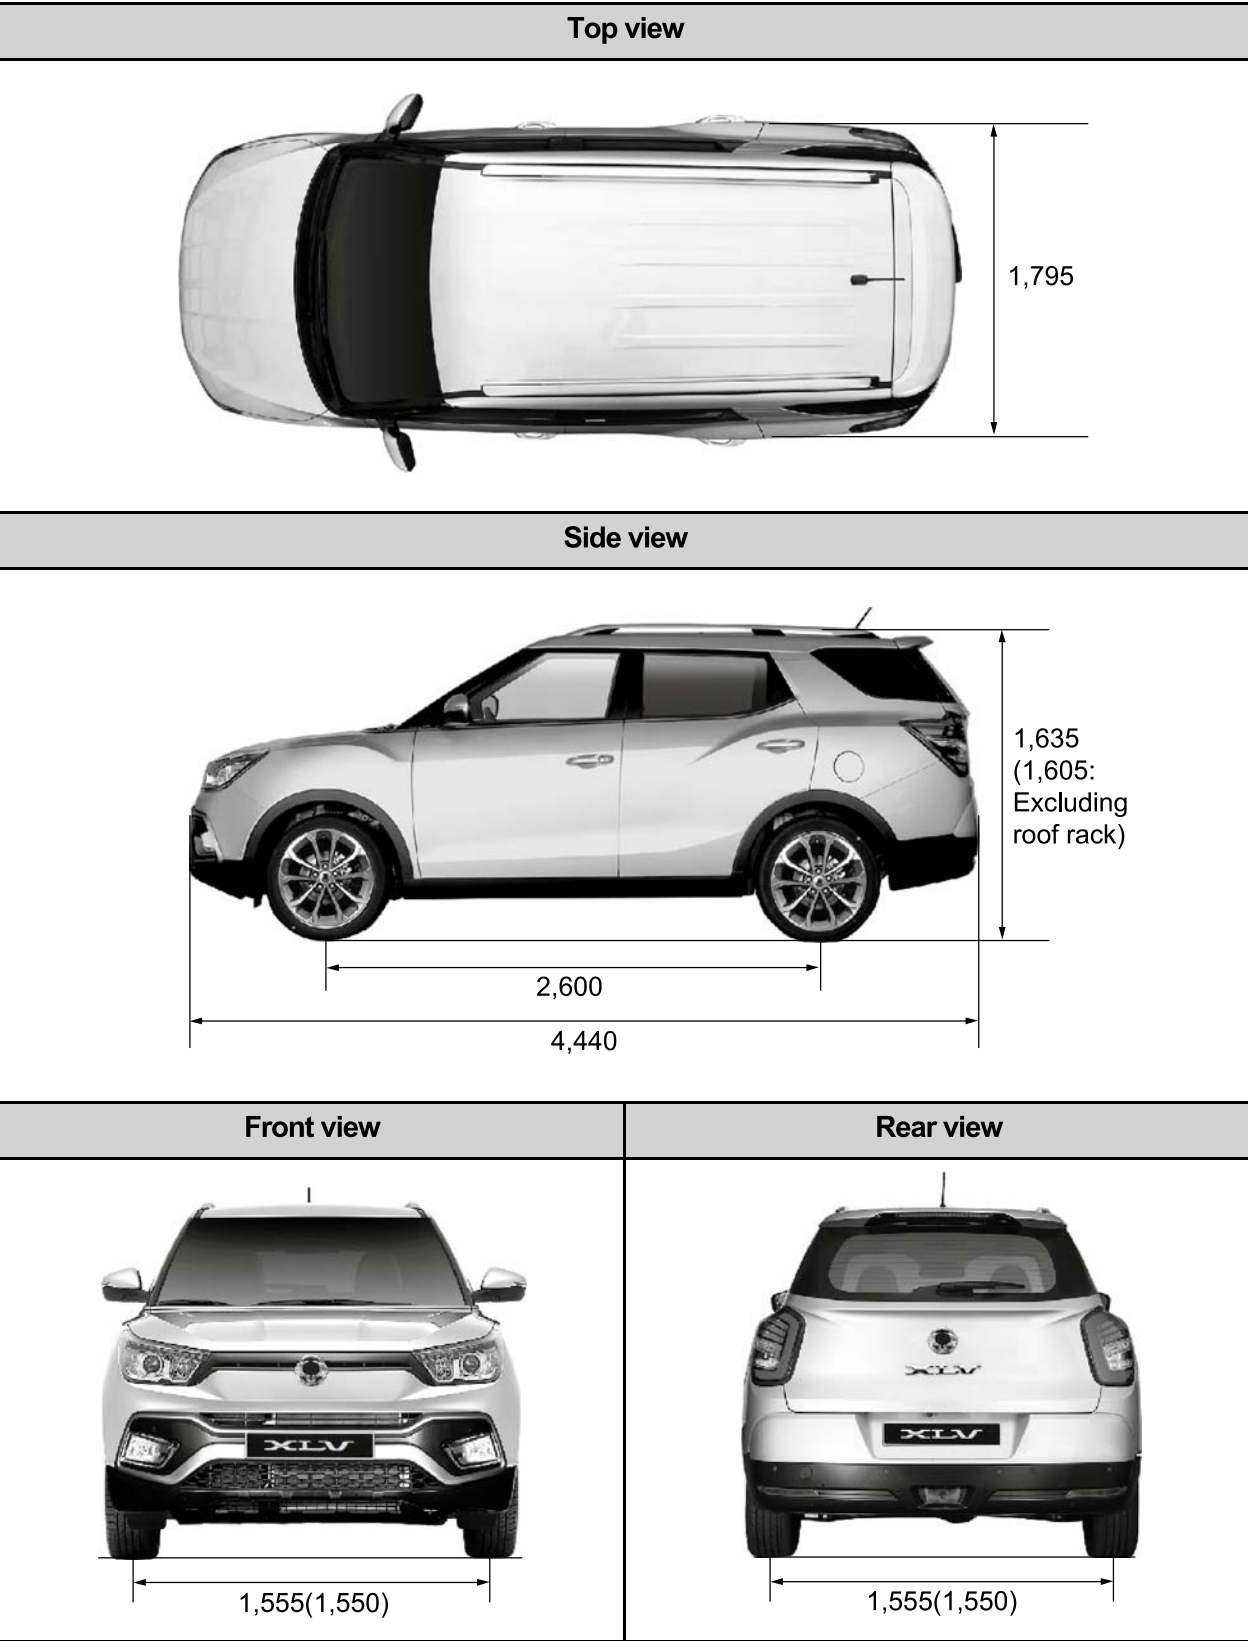 Top view
1,795
Side view
1,635
(1,605:
Excluding
roof rack)
2,600
4,440
Front view
Rear view
XLV
XLV
XLV
1,555(1,550)
1,555(1,550)